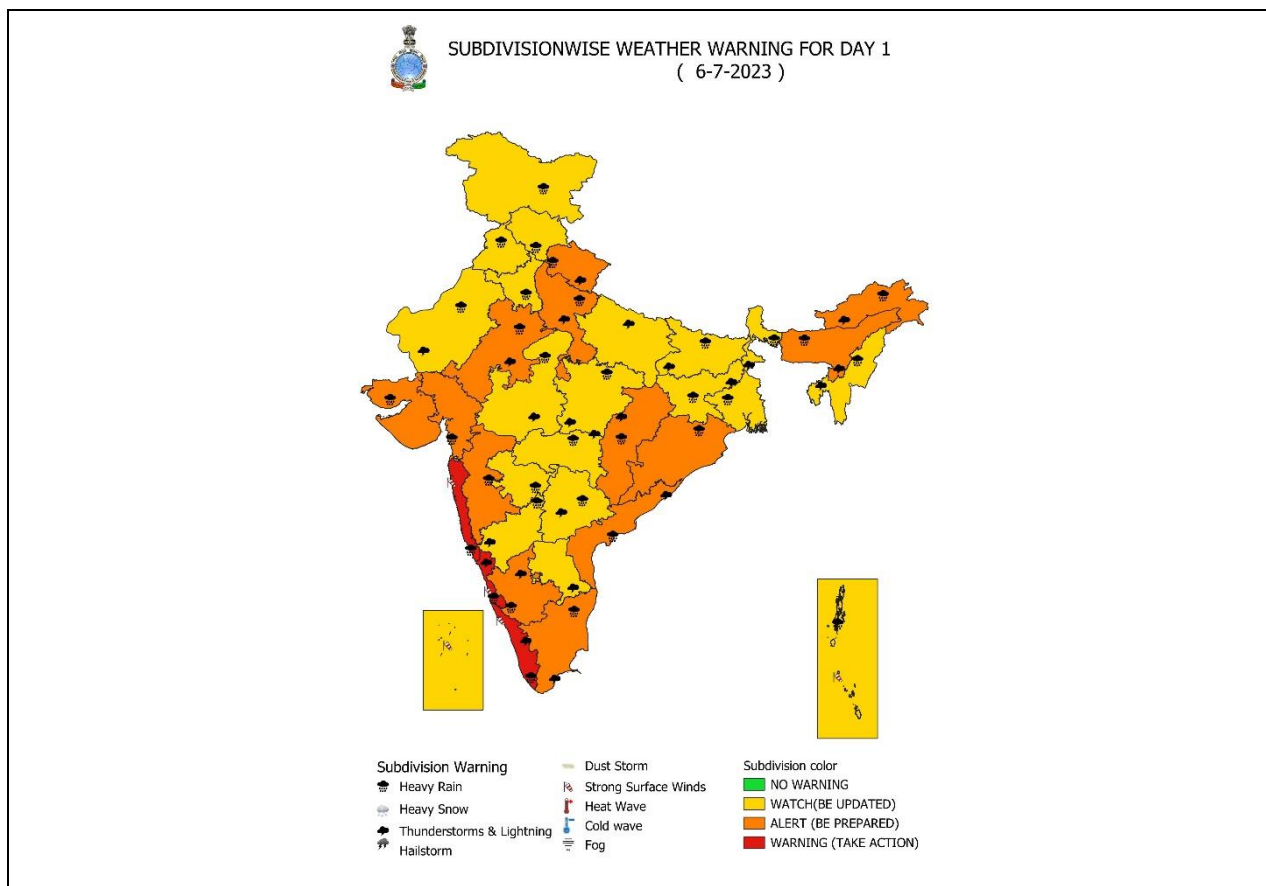 SUBDIVISIONWISE WEATHER WARNING FOR DAY 1
( 6-7-2023 )
Subdivision Warning
Heavy Rain
Heavy Snow
Thunderstorms & Lightning
Hailstorm
Dust Storm
Strong Surface Winds
Heat Wave
Cold wave
Fog
Subdivision color
NO WARNING
WATCH(BE UPDATED)
ALERT (BE PREPARED)
WARNING (TAKE ACTION)